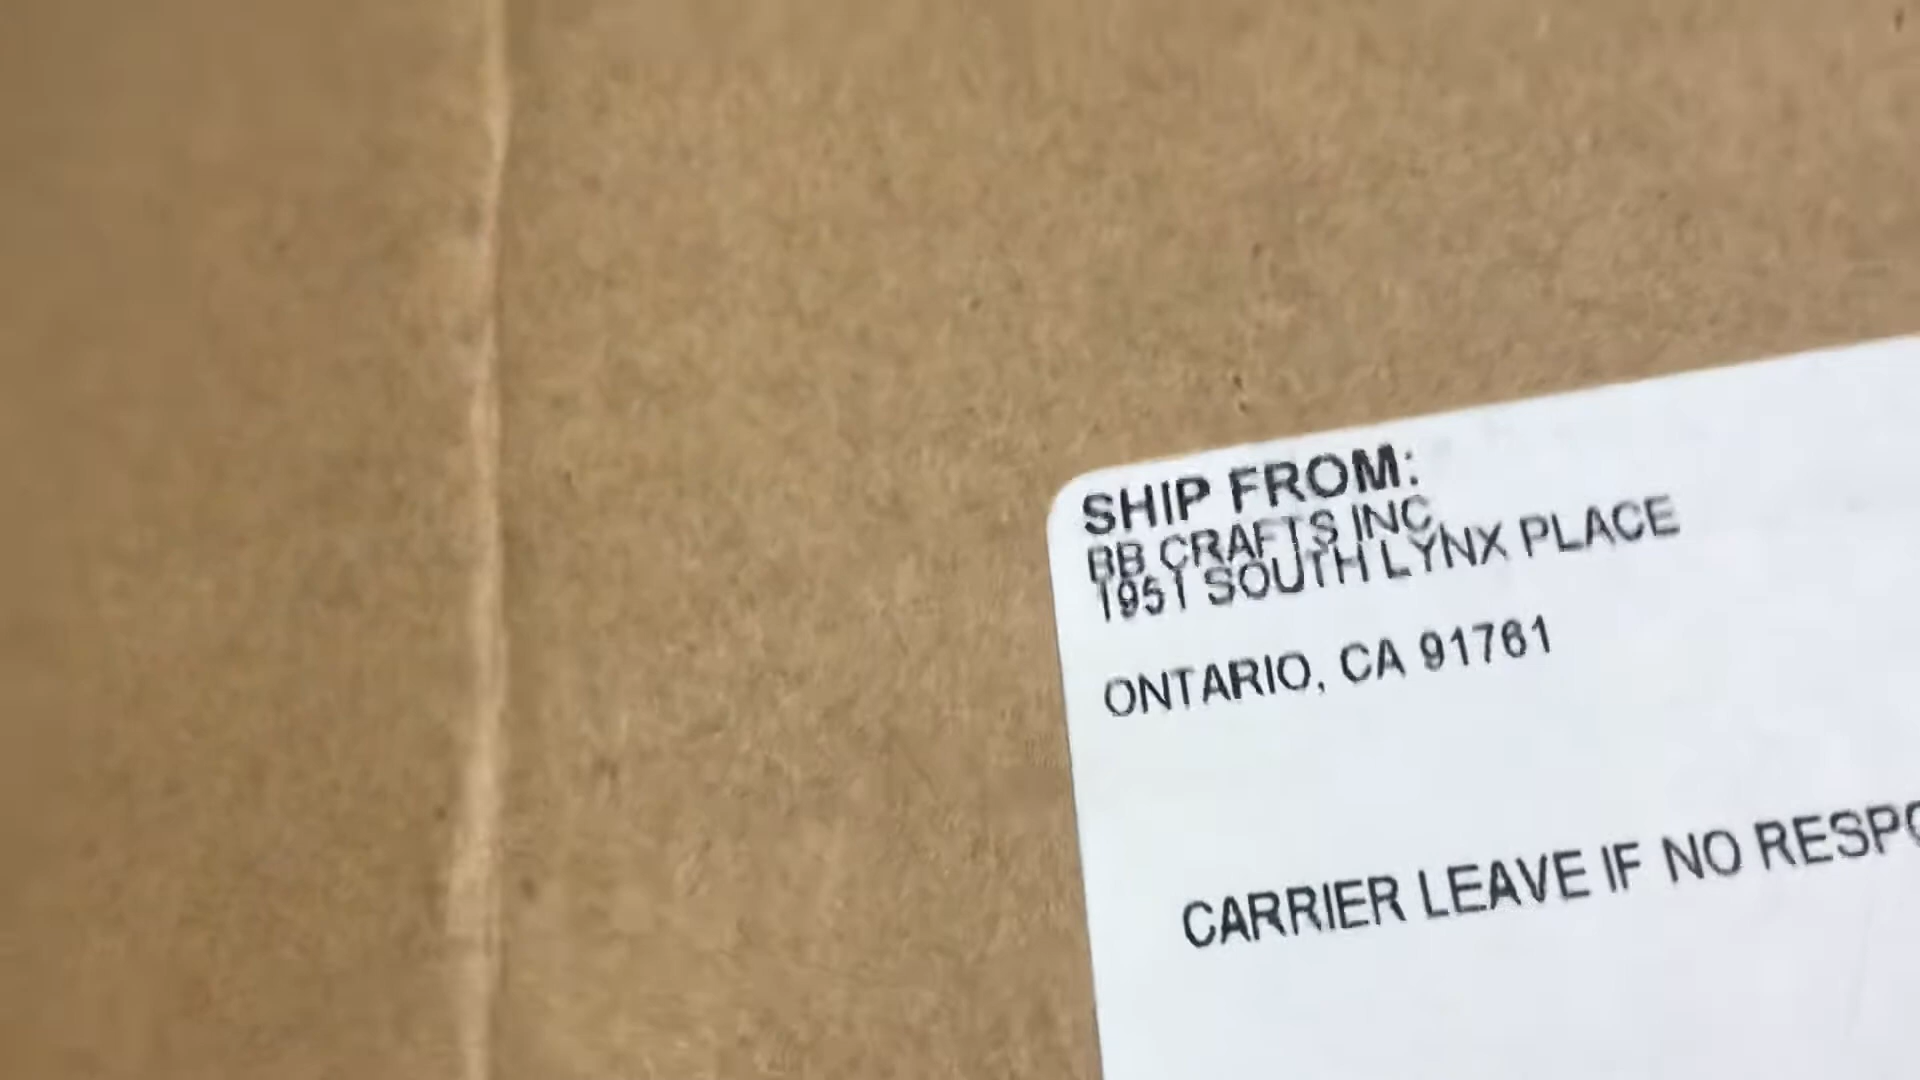 SHIP FROM:
BB CRAFTS INC
1951 SOUTH LYNX PLACE
ONTARIO, CA 91761
CARRIER LEAVE IF NO RESPO